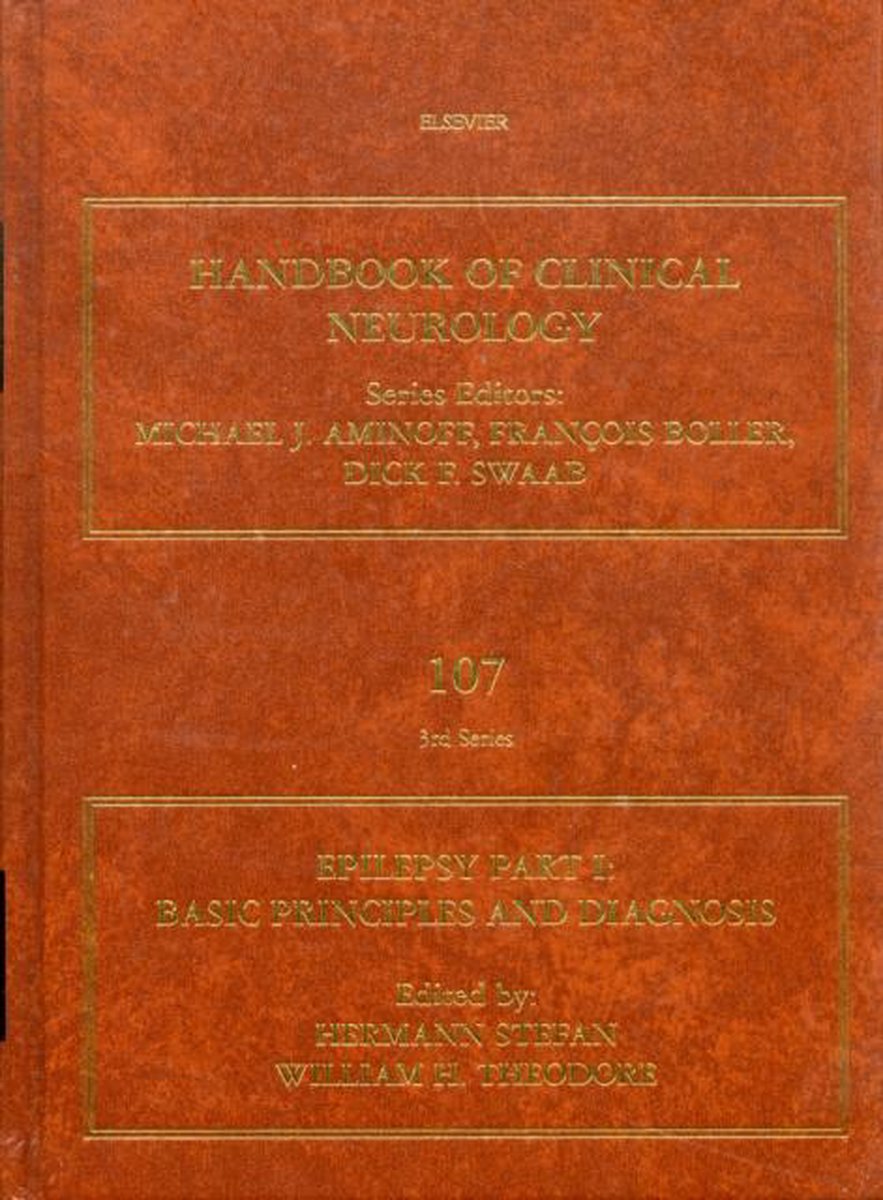 ELSEVIER
HANDBOOK OF CLINICAL
NEUROLOGY
Series Editors:
MICHAEL J. AMINOFF, FRANÇOIS BOLLER,
DICK F. SWAAB
107
3rd Series
EPILEPSY PART I:
BASIC PRINCIPLES AND DIAGNOSIS
Edited by:
HERMANN STEFAN
WILLIAM H. THEODORE